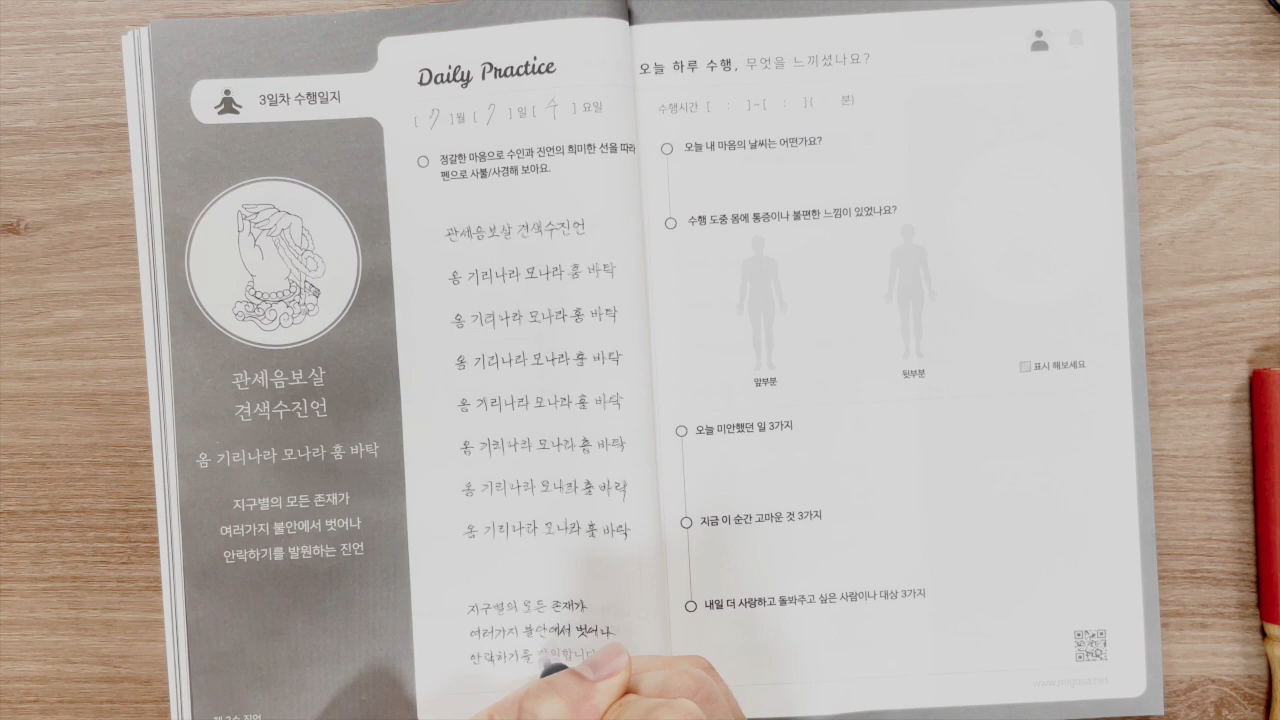 3일차 수행일지
관세음보살
견색수진언
옴 기리나라 모나라 훔 바탁
지구별의 모든 존재가
여러가지 불안에서 벗어나
안락하기를 발원하는 진언
Daily Practice
[ 7 ]월 [ 7 ]일 [ 수 ]요일
정갈한 마음으로 수인과 진언의 희미한 선을 따라
펜으로 사불/사경해 보아요.
관세음보살 견색수진언
옴 기리나라 모나라 훔 바탁
옴 기리나라 모나라 훔 바탁
옴 기리나라 모나라 훔 바탁
옴 기리나라 모나라 훔 바탁
옴 기리나라 모나라 훔 바탁
옴 기리나라 모나라 훔 바탁
옴 기리나라 모나라 훔 바탁
지구별의 모든 존재가
여러가지 불안에서 벗어나
안락하기를
오늘 하루 수행, 무엇을 느끼셨나요?
수행시간 [ : ]-[ : ]( 분)
오늘 내 마음의 날씨는 어떤가요?
수행 도중 몸에 통증이나 불편한 느낌이 있었나요?
앞부분
뒷부분
표시 해보세요
오늘 미안했던 일 3가지
지금 이 순간 고마운 것 3가지
내일 더 사랑하고 돌봐주고 싶은 사람이나 대상 3가지